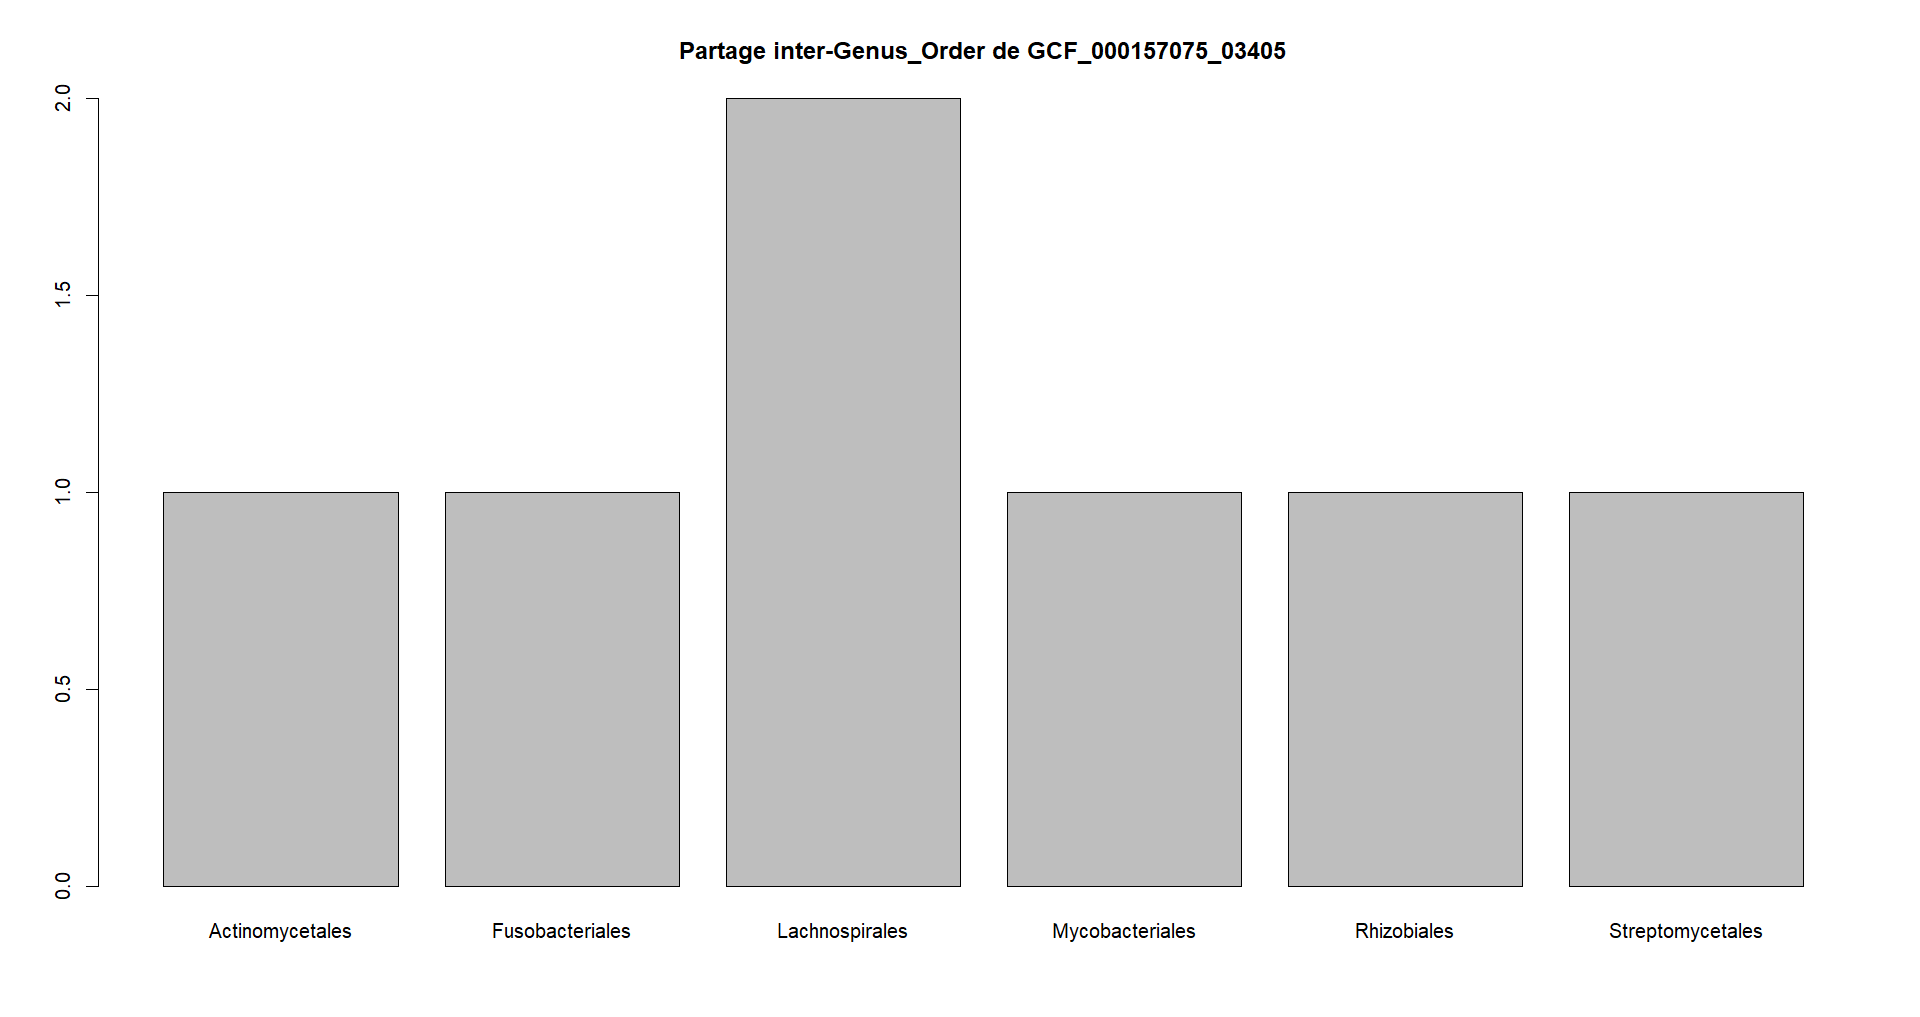 Partage inter-Genus_Order de GCF_000157075_03405
2.0
1.5
1.0
0.5
0.0
Actinomycetales Fusobacteriales Lachnospirales Mycobacteriales Rhizobiales Streptomycetales